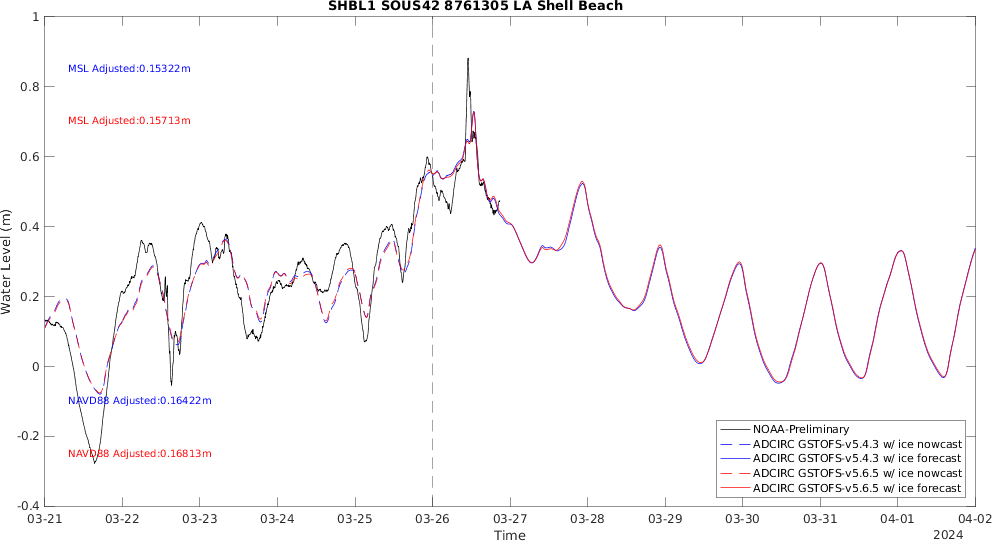 SHBL1 SOUS42 8761305 LA Shell Beach
1
0.8
0.6
0.4
0.2
0
-0.2
-0.4
Water Level (m)
MSL Adjusted:0.15322m
MSL Adjusted:0.15713m
NAVD88 Adjusted:0.16422m
NAVD88 Adjusted:0.16813m
NOAA-Preliminary
ADCIRC GSTOFS-v5.4.3 w/ ice nowcast
ADCIRC GSTOFS-v5.4.3 w/ ice forecast
ADCIRC GSTOFS-v5.6.5 w/ ice nowcast
ADCIRC GSTOFS-v5.6.5 w/ ice forecast
03-21 03-22 03-23 03-24 03-25 03-26 03-27 03-28 03-29 03-30 03-31 04-01 04-02
Time
2024